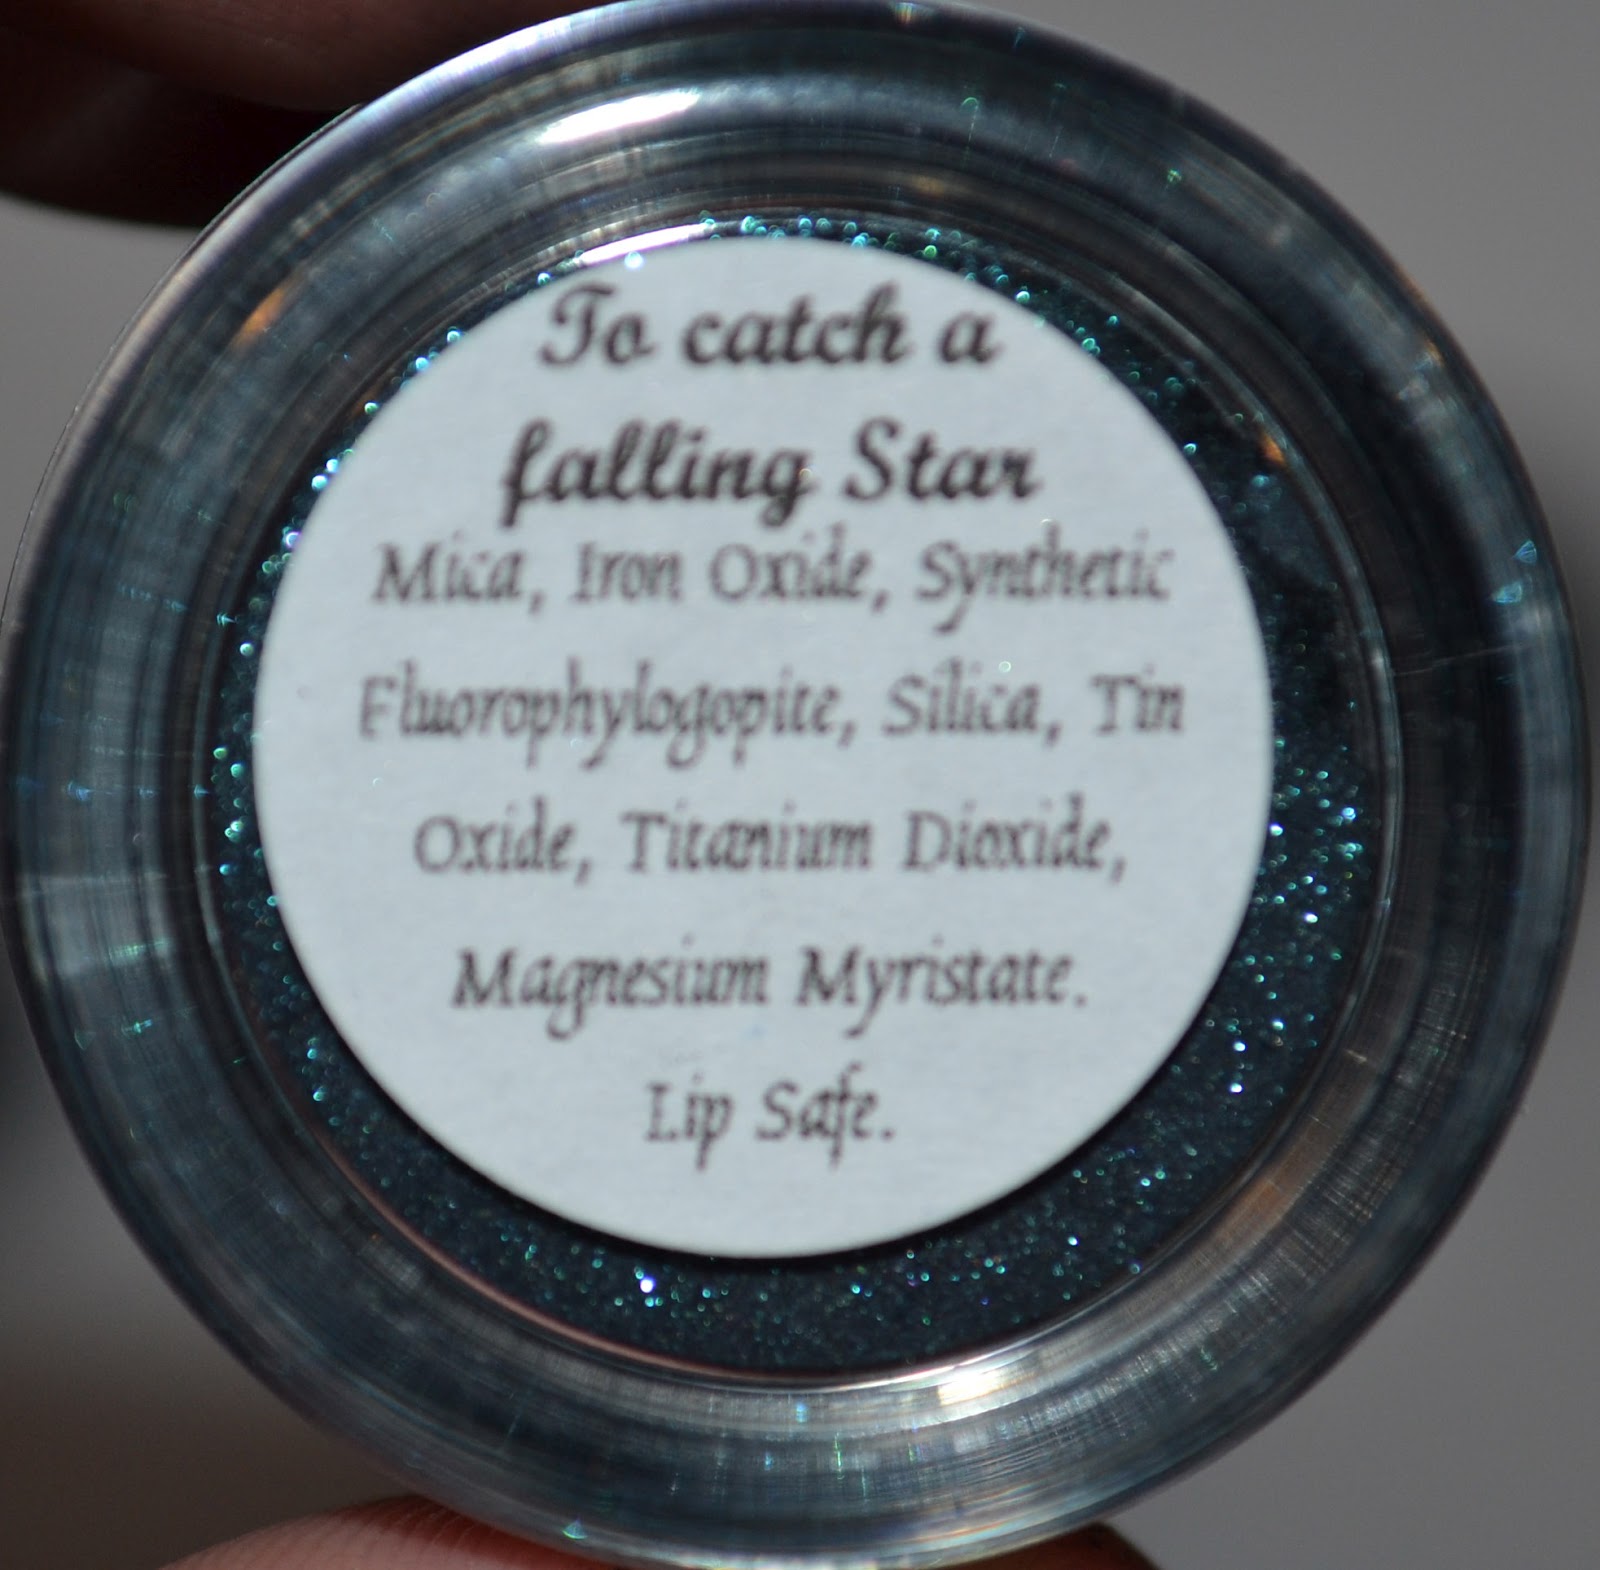 To catch a
falling Star
Mica, Iron Oxide, Synthetic
Fluorophylogopite, Silica, Tin
Oxide, Titanium Dioxide,
Magnesium Myristate.
Lip Safe.